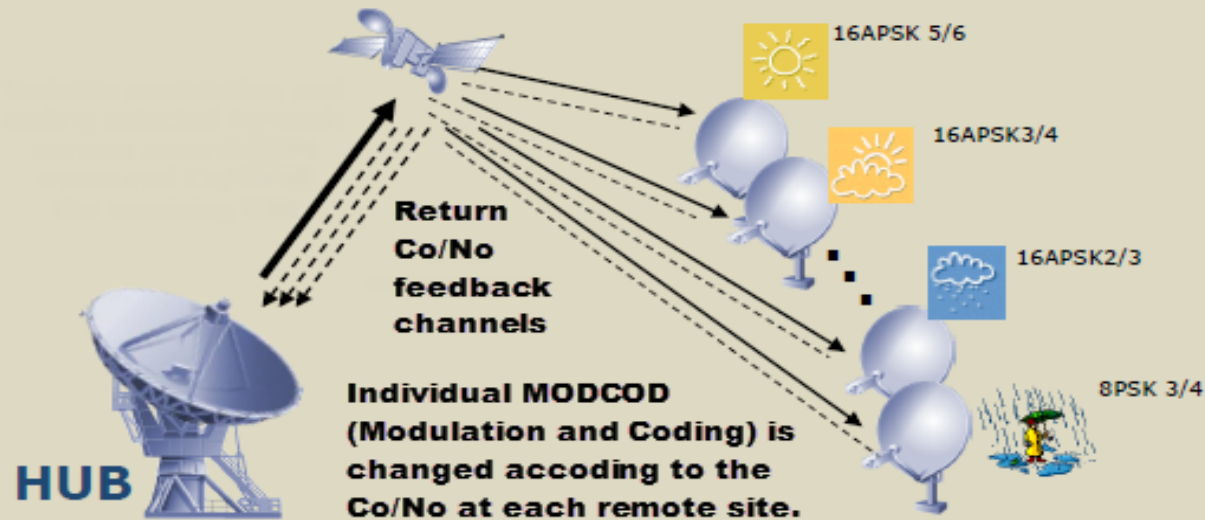 16APSK 5/6
16APSK3/4
Return
Co/No
feedback
channels
16APSK2/3
8PSK 3/4
Individual MODCOD
(Modulation and Coding) is
changed accoding to the
Co/No at each remote site.
HUB